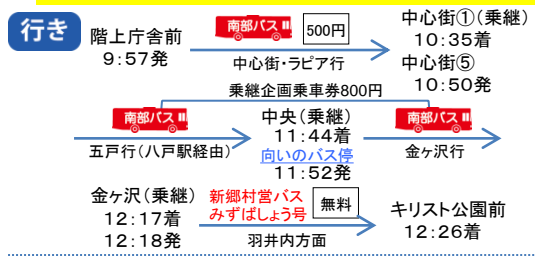 行き
階上庁舎前
9:57発
南部バス
500円
中心街・ラピア行
中心街①(乗継)
10:35着
中心街⑤
10:50発
乗継企画乗車券800円
南部バス
五戸行(八戸駅経由)
中央(乗継)
11:44着
向いのバス停
11:52発
南部バス
金ヶ沢行
金ヶ沢(乗継)
12:17着
12:18発
新郷村営バス
みずばしょう号
無料
羽井内方面
キリスト公園前
12:26着